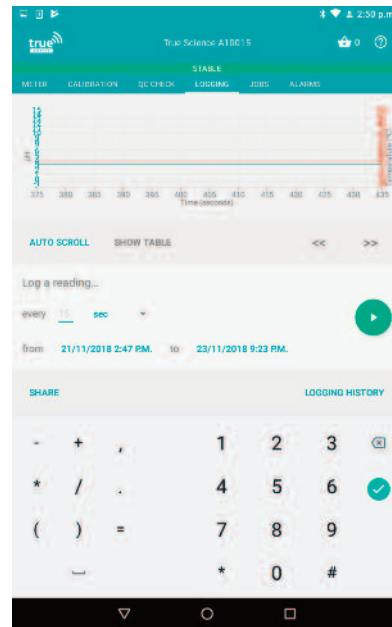 2:50 p.m.
true
True Science A10015
0
STABLE
METER CALIBRATION QC CHECK LOGGING JOBS ALARMS
pH
375 380 385 390 395 400 405 410 415 420 425 430 435
Time (seconds)
AUTO SCROLL SHOW TABLE << >>
Log a reading...
every 15 sec
from 21/11/2018 2:47 P.M. to 23/11/2018 9:23 P.M.
SHARE LOGGING HISTORY
- + , 1 2 3
* / . 4 5 6
( ) = 7 8 9
* 0 #